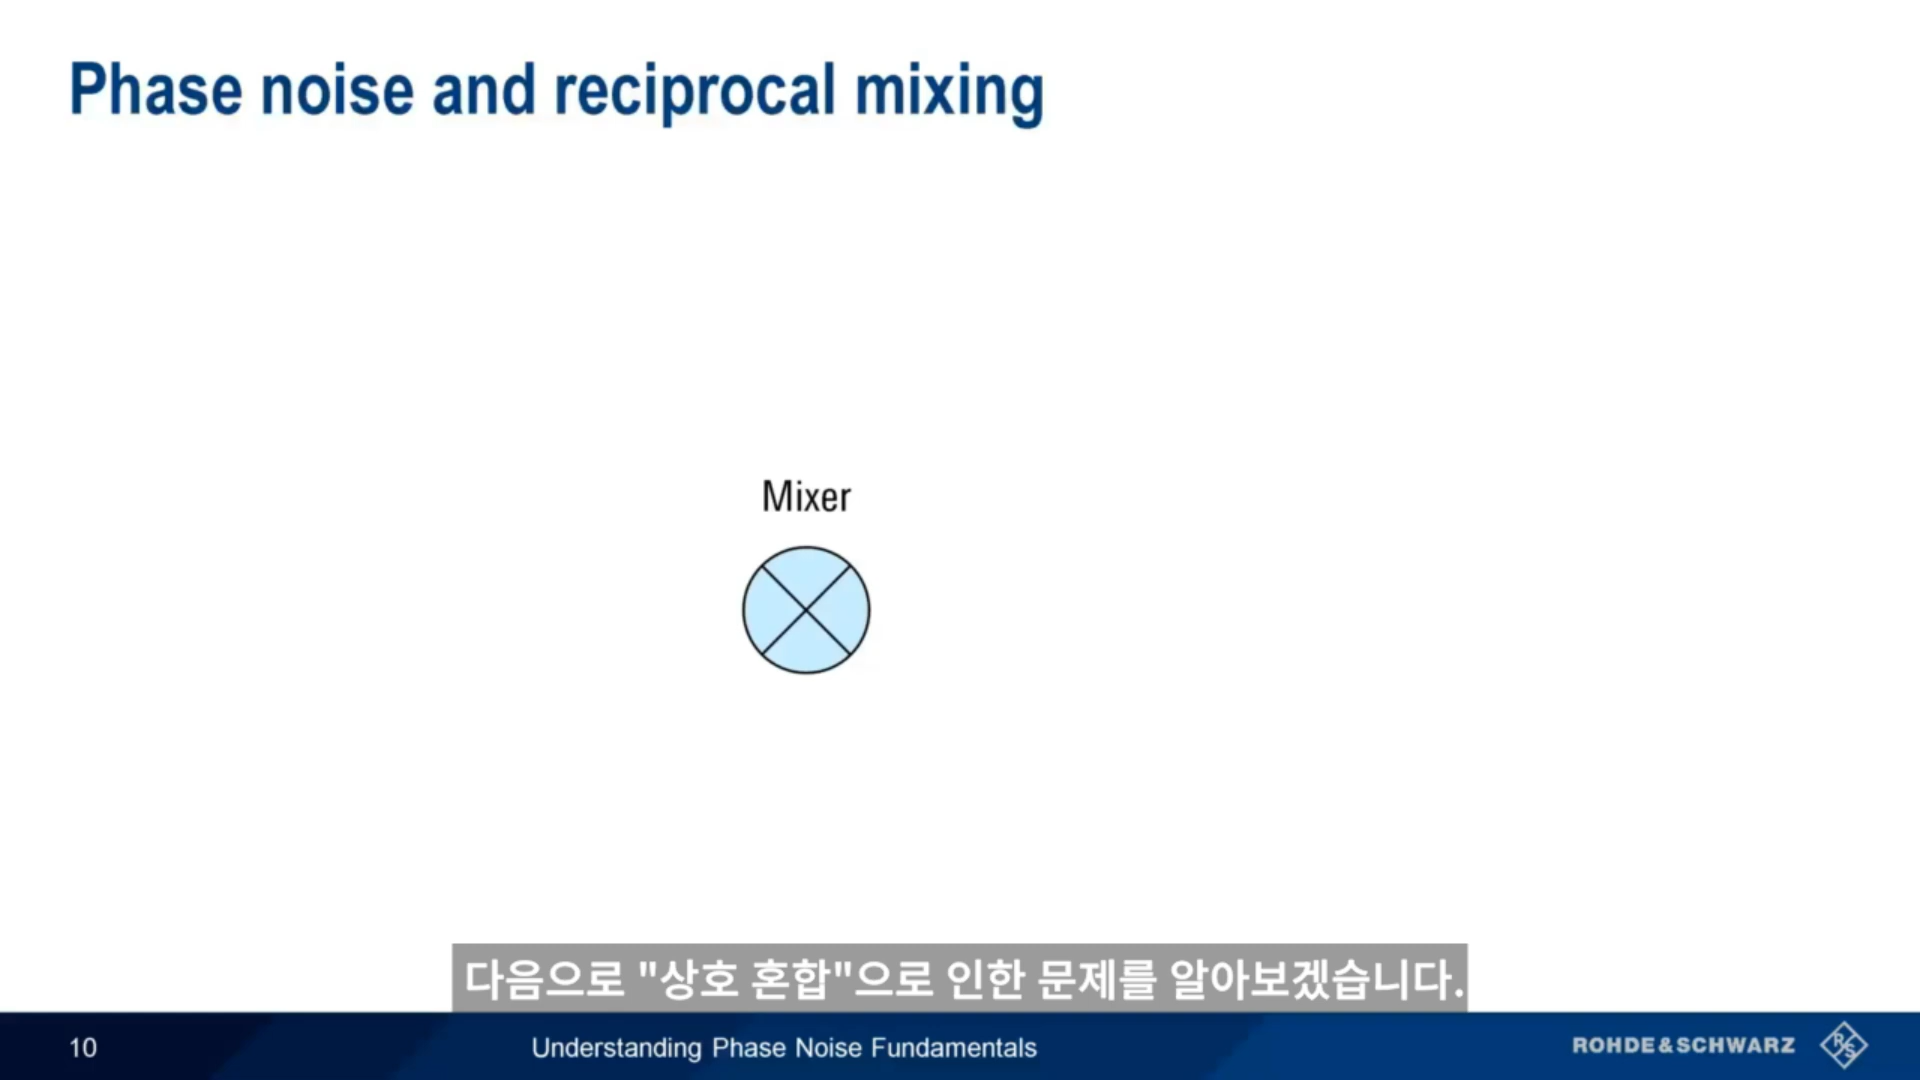 Phase noise and reciprocal mixing
Mixer
다음으로 "상호 혼합"으로 인한 문제를 알아보겠습니다.
10
Understanding Phase Noise Fundamentals
ROHDE&SCHWARZ
R&S